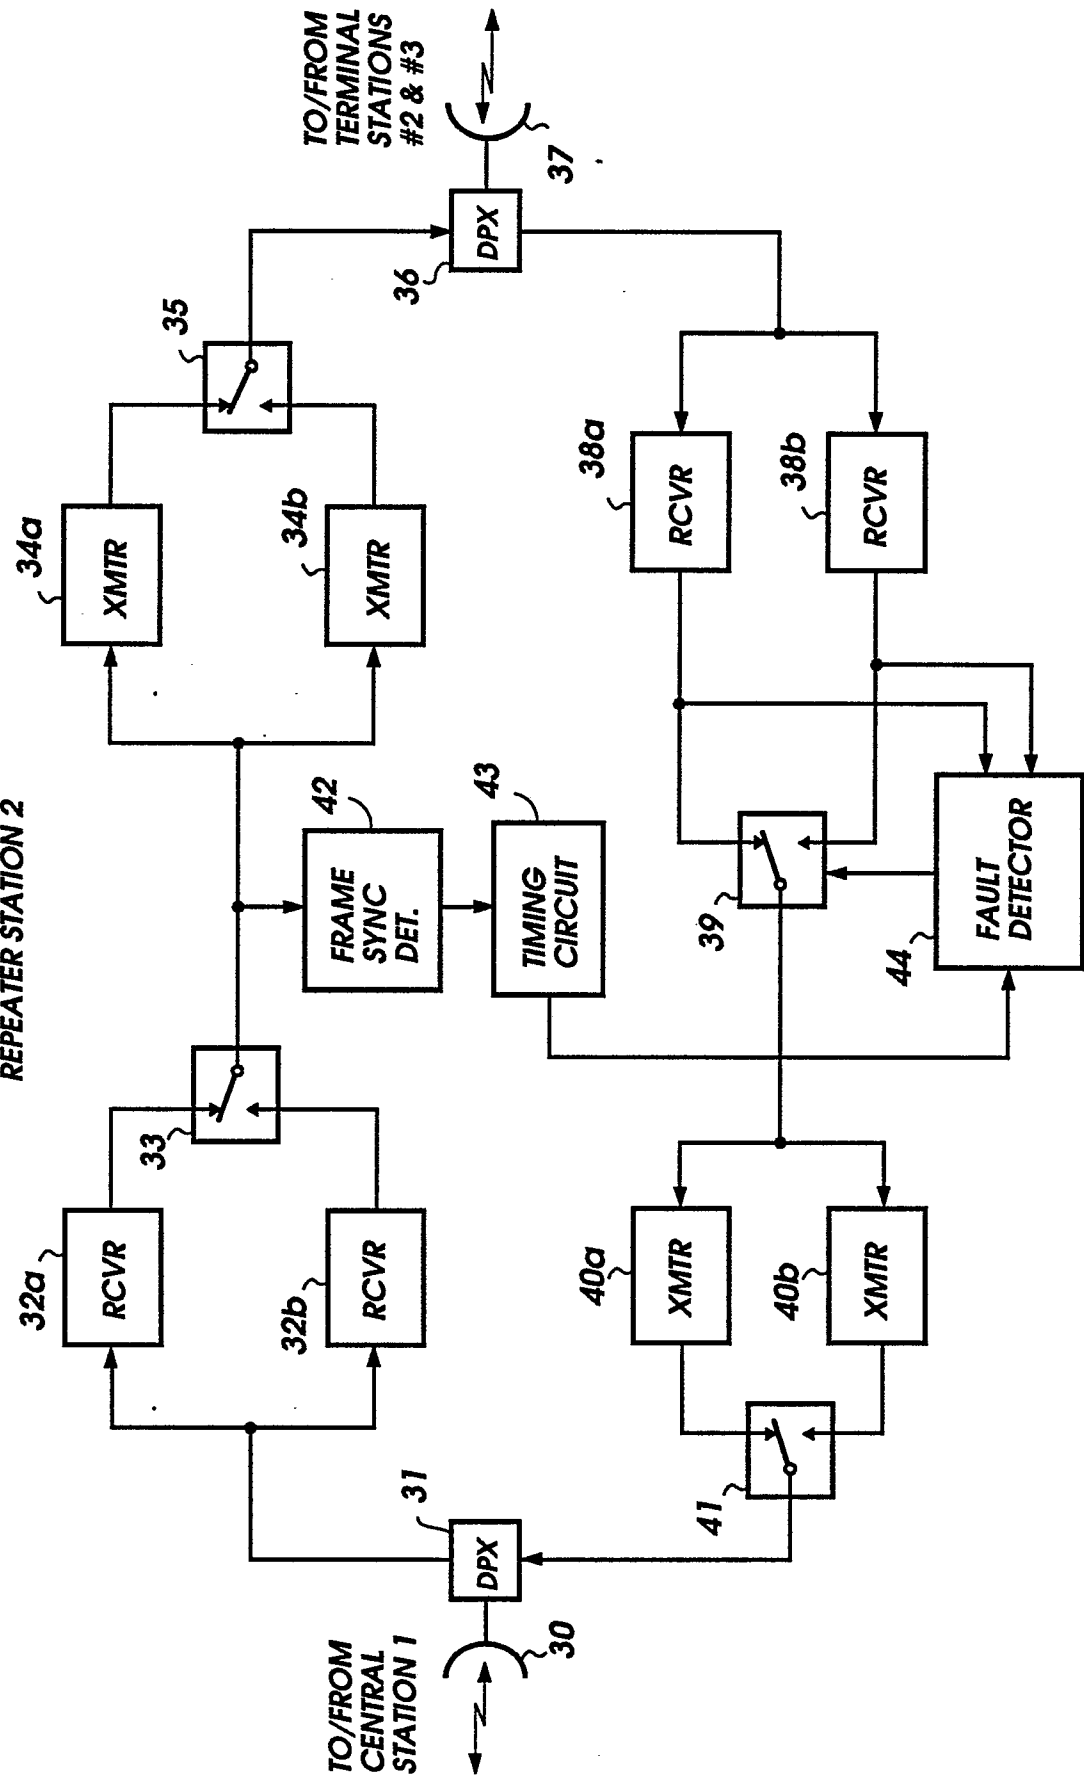 REPEATER STATION 2
32a
RCVR
32b
RCVR
33
34a
XMTR
34b
XMTR
35
TO/FROM
CENTRAL
STATION 1
30
31
DPX
42
FRAME
SYNC
DET.
43
TIMING
CIRCUIT
36
DPX
37
TO/FROM
TERMINAL
STATIONS
#2 & #3
41
40a
XMTR
40b
XMTR
39
38a
RCVR
38b
RCVR
44
FAULT
DETECTOR